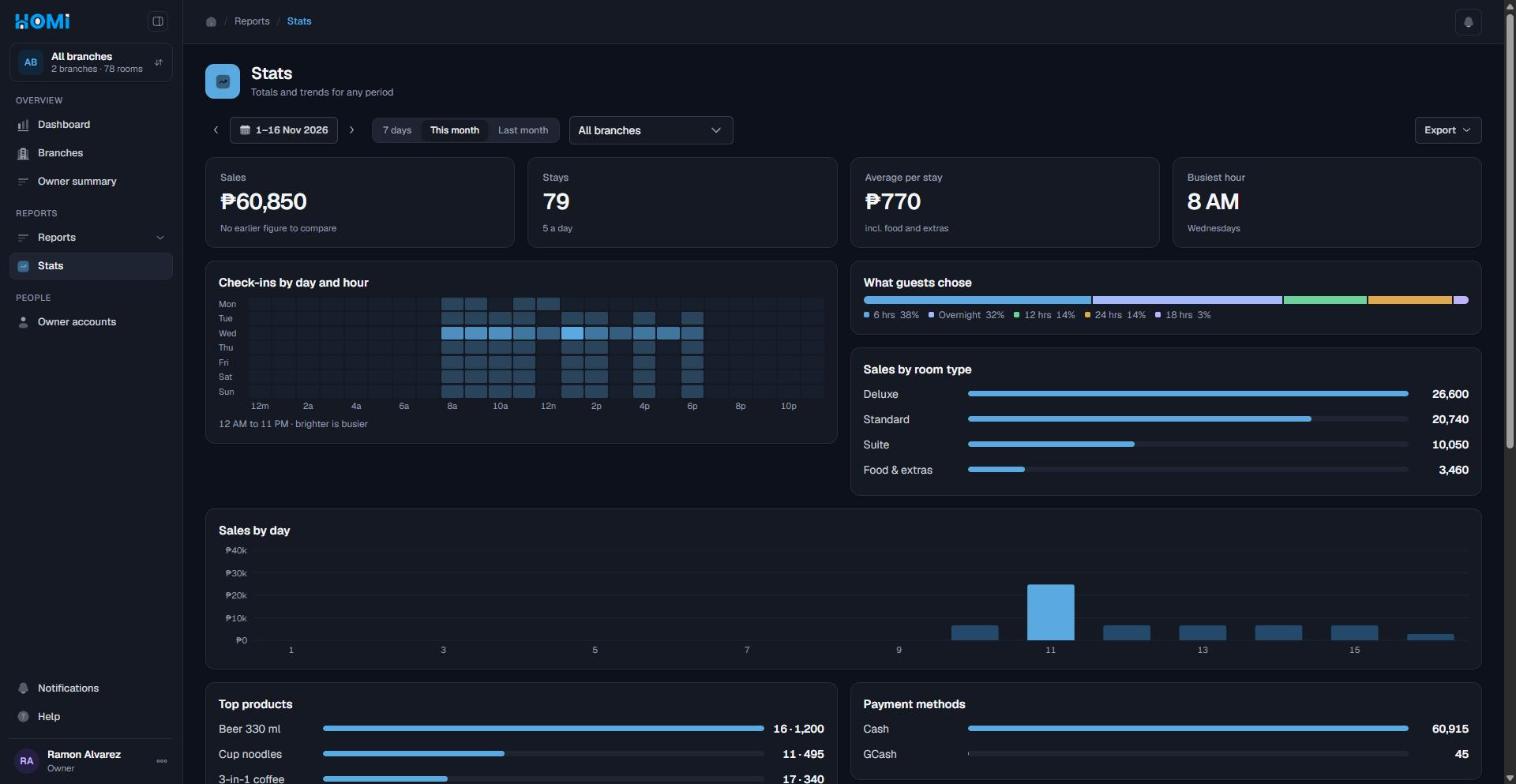 HOMi
AB
All branches
2 branches · 78 rooms
OVERVIEW
Dashboard
Branches
Owner summary
REPORTS
Reports
Stats
PEOPLE
Owner accounts
Notifications
Help
RA
Ramon Alvarez
Owner
/ Reports / Stats
Stats
Totals and trends for any period
1–16 Nov 2026
7 days
This month
Last month
All branches
Export
Sales
₱60,850
No earlier figure to compare
Stays
79
5 a day
Average per stay
₱770
incl. food and extras
Busiest hour
8 AM
Wednesdays
Check-ins by day and hour
Mon
Tue
Wed
Thu
Fri
Sat
Sun
12m 2a 4a 6a 8a 10a 12n 2p 4p 6p 8p 10p
12 AM to 11 PM · brighter is busier
What guests chose
6 hrs 38% Overnight 32% 12 hrs 14% 24 hrs 14% 18 hrs 3%
Sales by room type
Deluxe 26,600
Standard 20,740
Suite 10,050
Food & extras 3,460
Sales by day
₱40k
₱30k
₱20k
₱10k
₱0
1 3 5 7 9 11 13 15
Top products
Beer 330 ml 16 · 1,200
Cup noodles 11 · 495
3-in-1 coffee 17 · 340
Payment methods
Cash 60,915
GCash 45